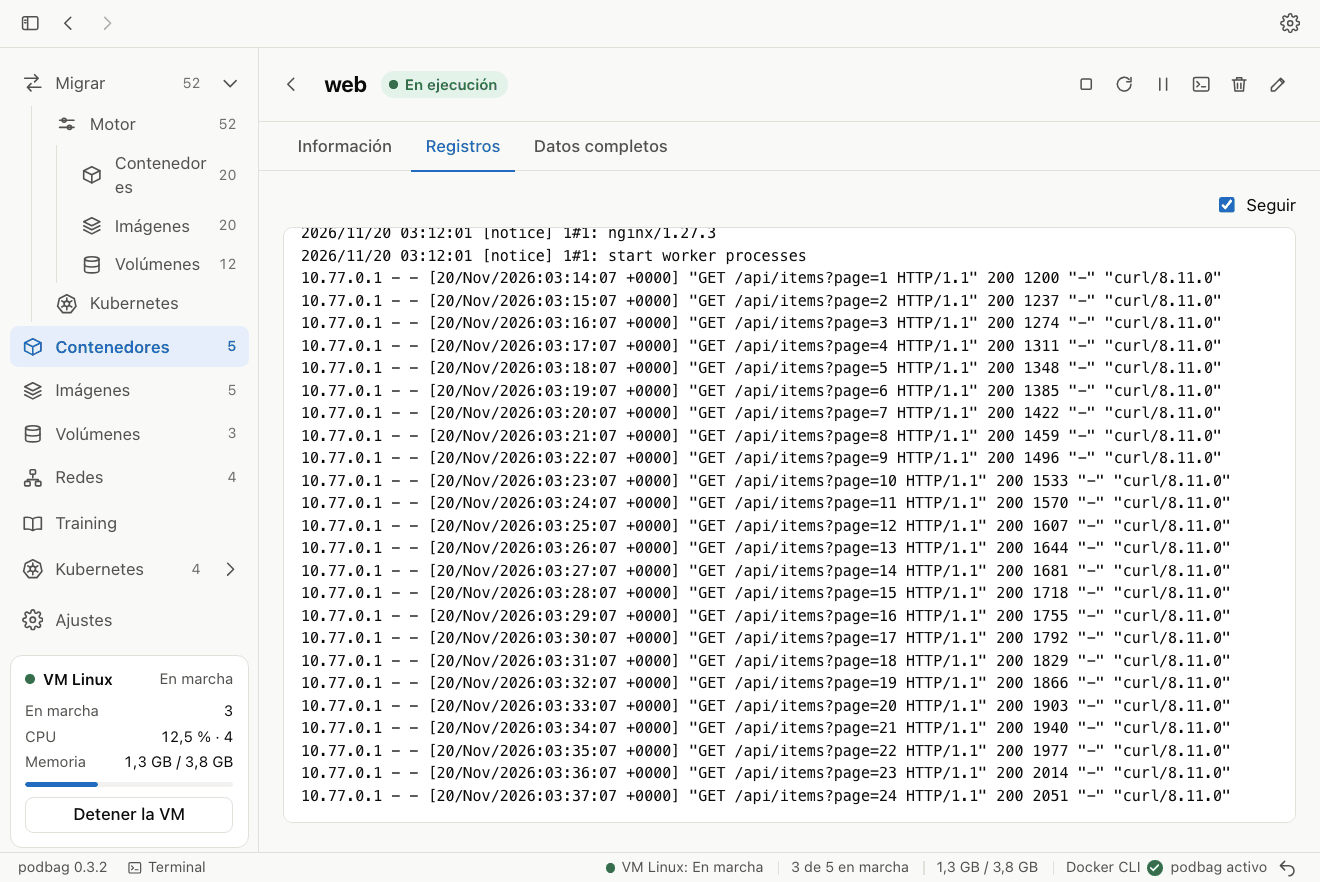 Migrar 52
Motor 52
Contenedor
es 20
Imágenes 20
Volúmenes 12
Kubernetes
Contenedores 5
Imágenes 5
Volúmenes 3
Redes 4
Training
Kubernetes 4
Ajustes
VM Linux En marcha
En marcha 3
CPU 12,5 % · 4
Memoria 1,3 GB / 3,8 GB
Detener la VM
web En ejecución
Información Registros Datos completos
Seguir
2026/11/20 03:12:01 [notice] 1#1: nginx/1.27.3
2026/11/20 03:12:01 [notice] 1#1: start worker processes
10.77.0.1 - - [20/Nov/2026:03:14:07 +0000] "GET /api/items?page=1 HTTP/1.1" 200 1200 "-" "curl/8.11.0"
10.77.0.1 - - [20/Nov/2026:03:15:07 +0000] "GET /api/items?page=2 HTTP/1.1" 200 1237 "-" "curl/8.11.0"
10.77.0.1 - - [20/Nov/2026:03:16:07 +0000] "GET /api/items?page=3 HTTP/1.1" 200 1274 "-" "curl/8.11.0"
10.77.0.1 - - [20/Nov/2026:03:17:07 +0000] "GET /api/items?page=4 HTTP/1.1" 200 1311 "-" "curl/8.11.0"
10.77.0.1 - - [20/Nov/2026:03:18:07 +0000] "GET /api/items?page=5 HTTP/1.1" 200 1348 "-" "curl/8.11.0"
10.77.0.1 - - [20/Nov/2026:03:19:07 +0000] "GET /api/items?page=6 HTTP/1.1" 200 1385 "-" "curl/8.11.0"
10.77.0.1 - - [20/Nov/2026:03:20:07 +0000] "GET /api/items?page=7 HTTP/1.1" 200 1422 "-" "curl/8.11.0"
10.77.0.1 - - [20/Nov/2026:03:21:07 +0000] "GET /api/items?page=8 HTTP/1.1" 200 1459 "-" "curl/8.11.0"
10.77.0.1 - - [20/Nov/2026:03:22:07 +0000] "GET /api/items?page=9 HTTP/1.1" 200 1496 "-" "curl/8.11.0"
10.77.0.1 - - [20/Nov/2026:03:23:07 +0000] "GET /api/items?page=10 HTTP/1.1" 200 1533 "-" "curl/8.11.0"
10.77.0.1 - - [20/Nov/2026:03:24:07 +0000] "GET /api/items?page=11 HTTP/1.1" 200 1570 "-" "curl/8.11.0"
10.77.0.1 - - [20/Nov/2026:03:25:07 +0000] "GET /api/items?page=12 HTTP/1.1" 200 1607 "-" "curl/8.11.0"
10.77.0.1 - - [20/Nov/2026:03:26:07 +0000] "GET /api/items?page=13 HTTP/1.1" 200 1644 "-" "curl/8.11.0"
10.77.0.1 - - [20/Nov/2026:03:27:07 +0000] "GET /api/items?page=14 HTTP/1.1" 200 1681 "-" "curl/8.11.0"
10.77.0.1 - - [20/Nov/2026:03:28:07 +0000] "GET /api/items?page=15 HTTP/1.1" 200 1718 "-" "curl/8.11.0"
10.77.0.1 - - [20/Nov/2026:03:29:07 +0000] "GET /api/items?page=16 HTTP/1.1" 200 1755 "-" "curl/8.11.0"
10.77.0.1 - - [20/Nov/2026:03:30:07 +0000] "GET /api/items?page=17 HTTP/1.1" 200 1792 "-" "curl/8.11.0"
10.77.0.1 - - [20/Nov/2026:03:31:07 +0000] "GET /api/items?page=18 HTTP/1.1" 200 1829 "-" "curl/8.11.0"
10.77.0.1 - - [20/Nov/2026:03:32:07 +0000] "GET /api/items?page=19 HTTP/1.1" 200 1866 "-" "curl/8.11.0"
10.77.0.1 - - [20/Nov/2026:03:33:07 +0000] "GET /api/items?page=20 HTTP/1.1" 200 1903 "-" "curl/8.11.0"
10.77.0.1 - - [20/Nov/2026:03:34:07 +0000] "GET /api/items?page=21 HTTP/1.1" 200 1940 "-" "curl/8.11.0"
10.77.0.1 - - [20/Nov/2026:03:35:07 +0000] "GET /api/items?page=22 HTTP/1.1" 200 1977 "-" "curl/8.11.0"
10.77.0.1 - - [20/Nov/2026:03:36:07 +0000] "GET /api/items?page=23 HTTP/1.1" 200 2014 "-" "curl/8.11.0"
10.77.0.1 - - [20/Nov/2026:03:37:07 +0000] "GET /api/items?page=24 HTTP/1.1" 200 2051 "-" "curl/8.11.0"
podbag 0.3.2 Terminal VM Linux: En marcha 3 de 5 en marcha 1,3 GB / 3,8 GB Docker CLI podbag activo